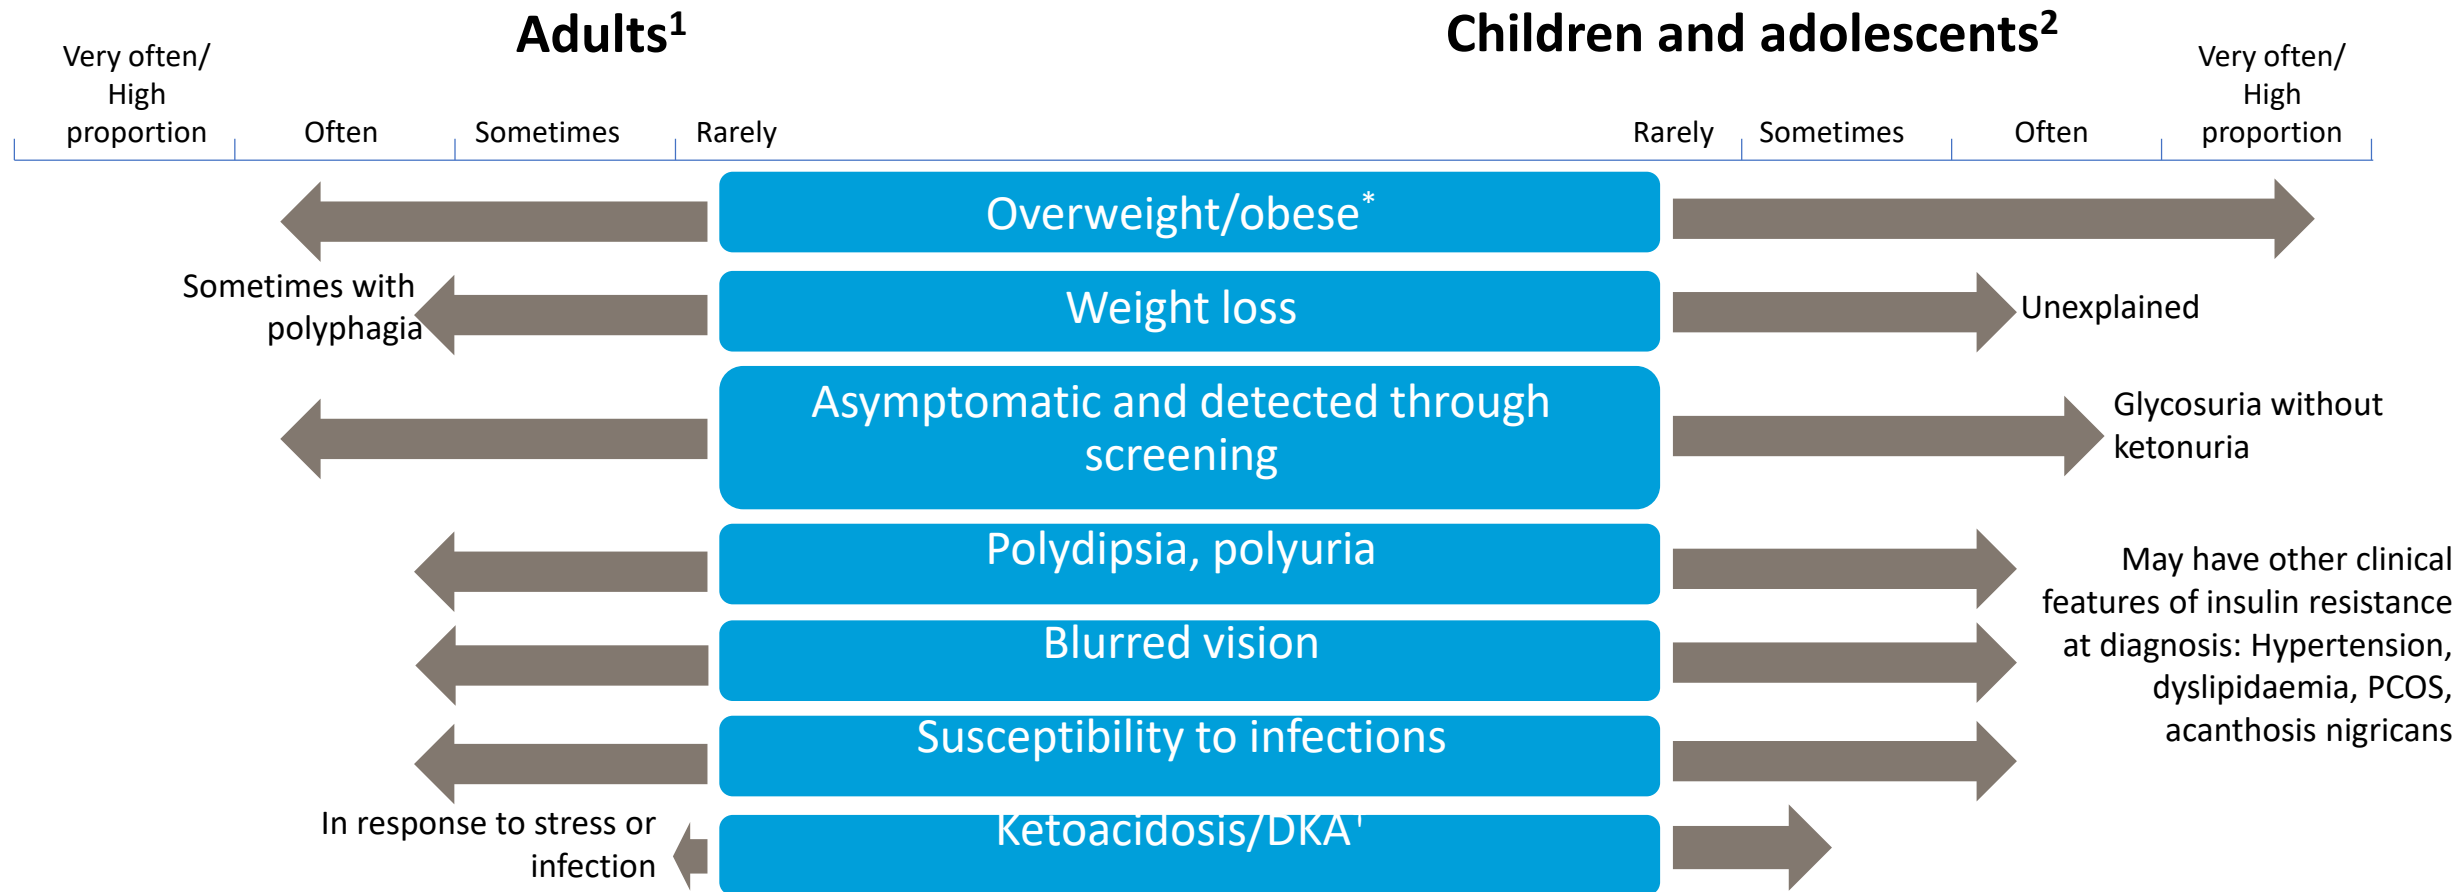 Adults¹
Children and adolescents²
Very often/
High
proportion
Often
Sometimes
Rarely
Rarely
Sometimes
Often
Very often/
High
proportion
Overweight/obese*
Sometimes with
polyphagia
Weight loss
Unexplained
Asymptomatic and detected through
screening
Glycosuria without
ketonuria
Polydipsia, polyuria
Blurred vision
Susceptibility to infections
May have other clinical
features of insulin resistance
at diagnosis: Hypertension,
dyslipidaemia, PCOS,
acanthosis nigricans
In response to stress or
infection
Ketoacidosis/DKA